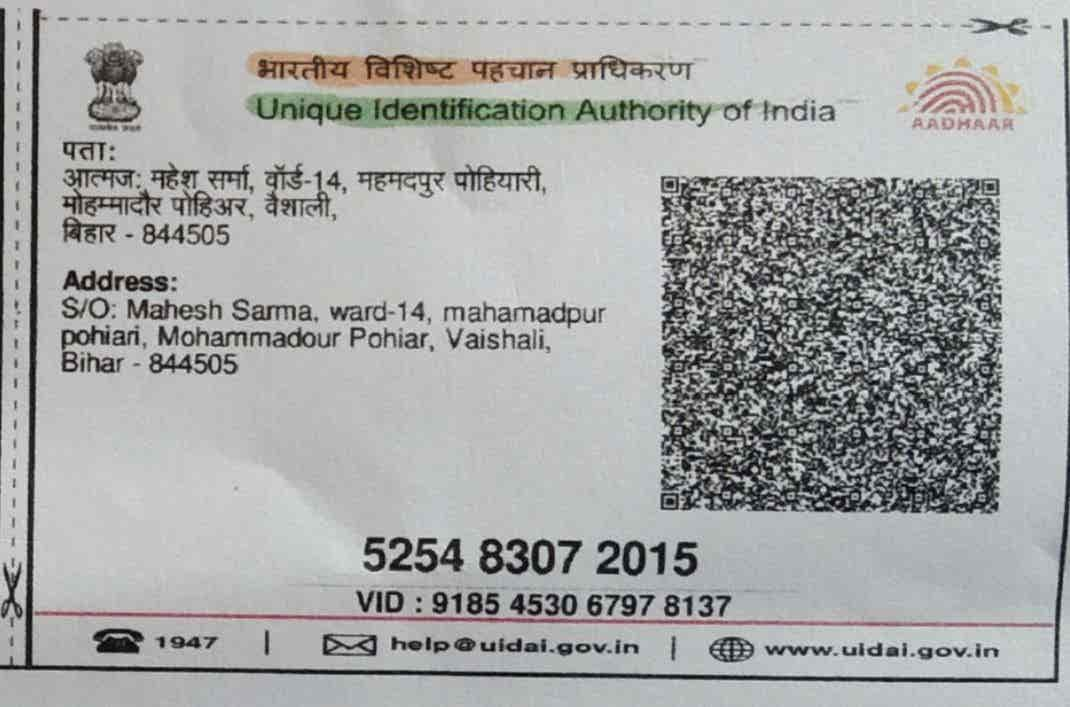 भारतीय विशिष्ट पहचान प्राधिकरण
Unique Identification Authority of India
AADHAAR
पता:
आत्मज: महेश सर्मा, वॉर्ड-14, महमदपुर पोहियारी,
मोहम्मादौर पोहिअर, वैशाली,
बिहार - 844505
Address:
S/O: Mahesh Sarma, ward-14, mahamadpur
pohiari, Mohammadour Pohiar, Vaishali,
Bihar - 844505
5254 8307 2015
VID : 9185 4530 6797 8137
1947 | help@uidai.gov.in | www.uidai.gov.in